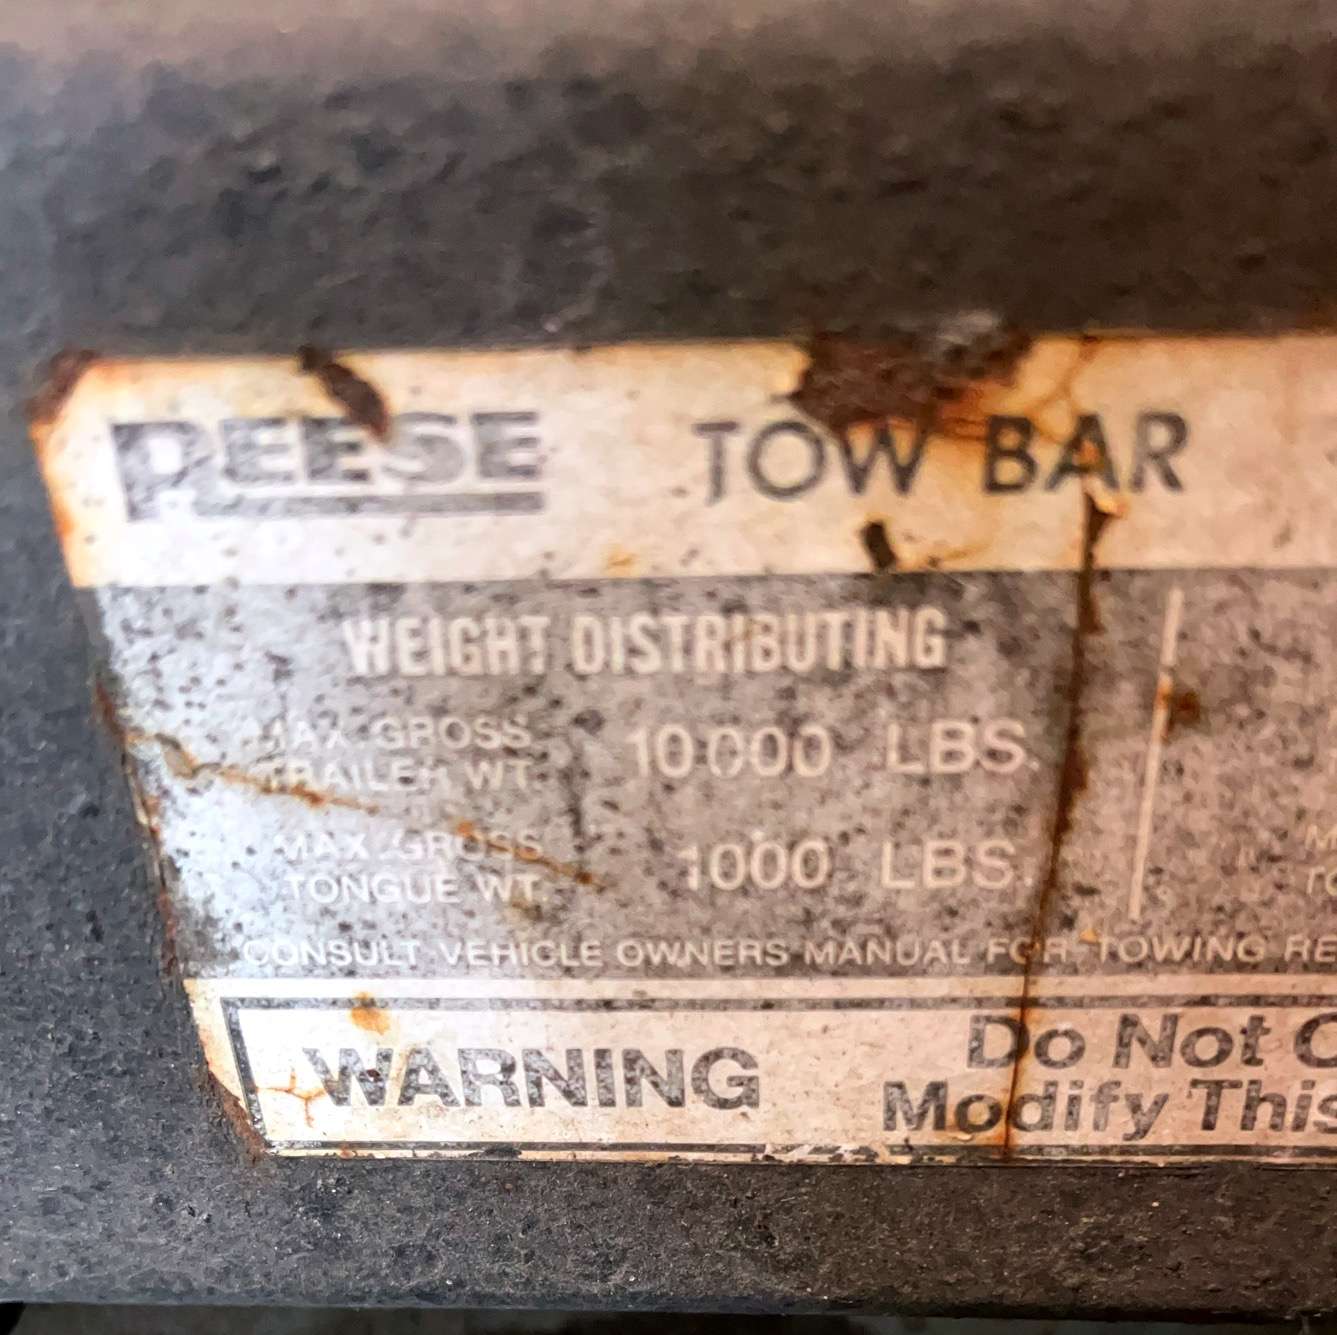 REESE TOW BAR
WEIGHT DISTRIBUTING
MAX. GROSS
TRAILER WT. 10000 LBS.
MAX. GROSS
TONGUE WT. 1000 LBS.
CONSULT VEHICLE OWNERS MANUAL FOR TOWING RE
WARNING
Do Not C
Modify This